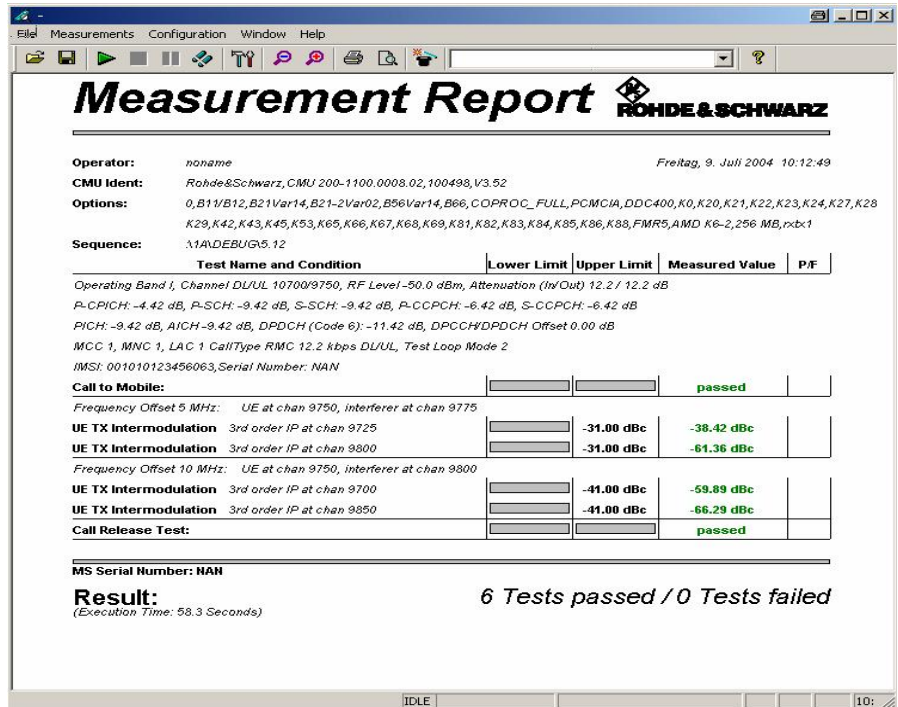 -
File Measurements Configuration Window Help
Measurement Report ROHDE & SCHWARZ
Operator: noname Freitag, 9. Juli 2004 10:12:49
CMU Ident: Rohde&Schwarz,CMU 200-1100.0008.02,100498,V3.52
Options: 0,B11/B12,B21Var14,B21-2Var02,B56Var14,B66,COPROC_FULL,PCMCIA,DDC400,K0,K20,K21,K22,K23,K24,K27,K28
K29,K42,K43,K45,K53,K65,K66,K67,K68,K69,K81,K82,K83,K84,K85,K86,K88,FMR5,AMD K6-2,256 MB,rxtx1
Sequence: .\1A\DEBUG\5.12
Test Name and Condition Lower Limit Upper Limit Measured Value P/F
Operating Band I, Channel DL/UL 10700/9750, RF Level -50.0 dBm, Attenuation (In/Out) 12.2 / 12.2 dB
P-CPICH: -4.42 dB, P-SCH: -9.42 dB, S-SCH: -9.42 dB, P-CCPCH: -6.42 dB, S-CCPCH: -6.42 dB
PICH: -9.42 dB, AICH -9.42 dB, DPDCH (Code 6): -11.42 dB, DPCCH/DPDCH Offset 0.00 dB
MCC 1, MNC 1, LAC 1 CallType RMC 12.2 kbps DL/UL, Test Loop Mode 2
IMSI: 001010123456063,Serial Number: NAN
Call to Mobile: passed
Frequency Offset 5 MHz: UE at chan 9750, interferer at chan 9775
UE TX Intermodulation 3rd order IP at chan 9725 -31.00 dBc -38.42 dBc
UE TX Intermodulation 3rd order IP at chan 9800 -31.00 dBc -61.36 dBc
Frequency Offset 10 MHz: UE at chan 9750, interferer at chan 9800
UE TX Intermodulation 3rd order IP at chan 9700 -41.00 dBc -59.89 dBc
UE TX Intermodulation 3rd order IP at chan 9850 -41.00 dBc -66.29 dBc
Call Release Test: passed
MS Serial Number: NAN
Result: 6 Tests passed / 0 Tests failed
(Execution Time: 58.3 Seconds)
IDLE 10: